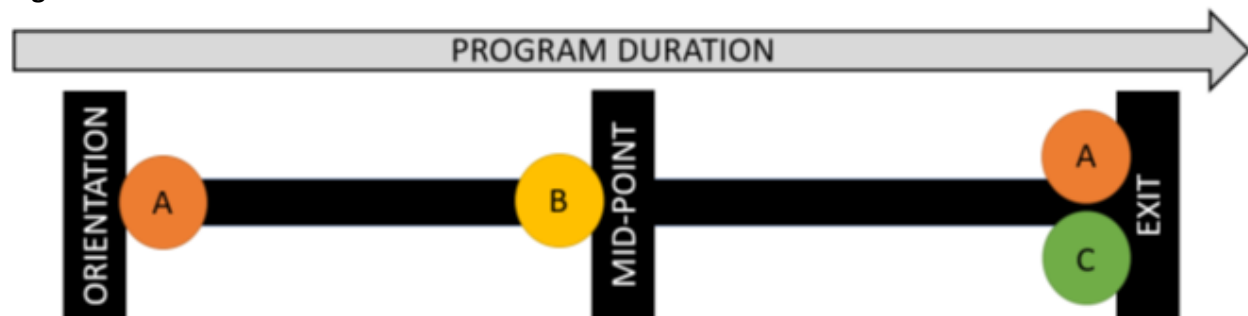 PROGRAM DURATION
ORIENTATION
A
B
MID-POINT
A
C
EXIT